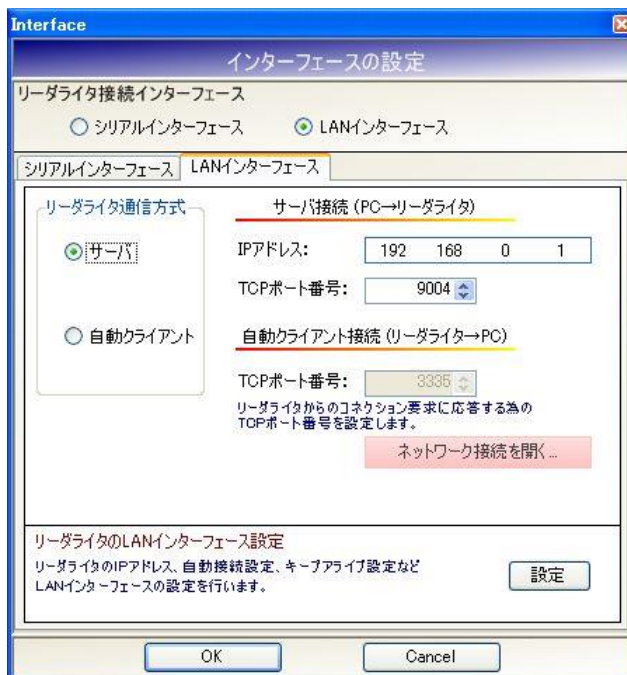 Interface
インターフェースの設定
リーダライタ接続インターフェース
シリアルインターフェース LANインターフェース
シリアルインターフェース LANインターフェース
リーダライタ通信方式
サーバ
自動クライアント
サーバ接続(PC→リーダライタ)
IPアドレス: 192 168 0 1
TCPポート番号: 9004
自動クライアント接続(リーダライタ→PC)
TCPポート番号: 3335
リーダライタからのコネクション要求に応答する為の
TCPポート番号を設定します。
ネットワーク接続を開く...
リーダライタのLANインターフェース設定
リーダライタのIPアドレス、自動接続設定、キープアライブ設定など
LANインターフェースの設定を行います。
設定
OK Cancel